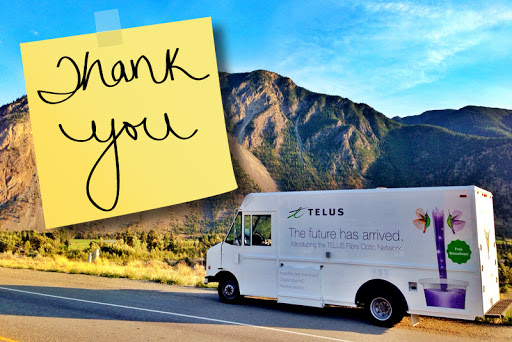 Thank
you
TELUS
The future has arrived.
Introducing the TELUS Fibre Optic Network.
Free
Smoothies!